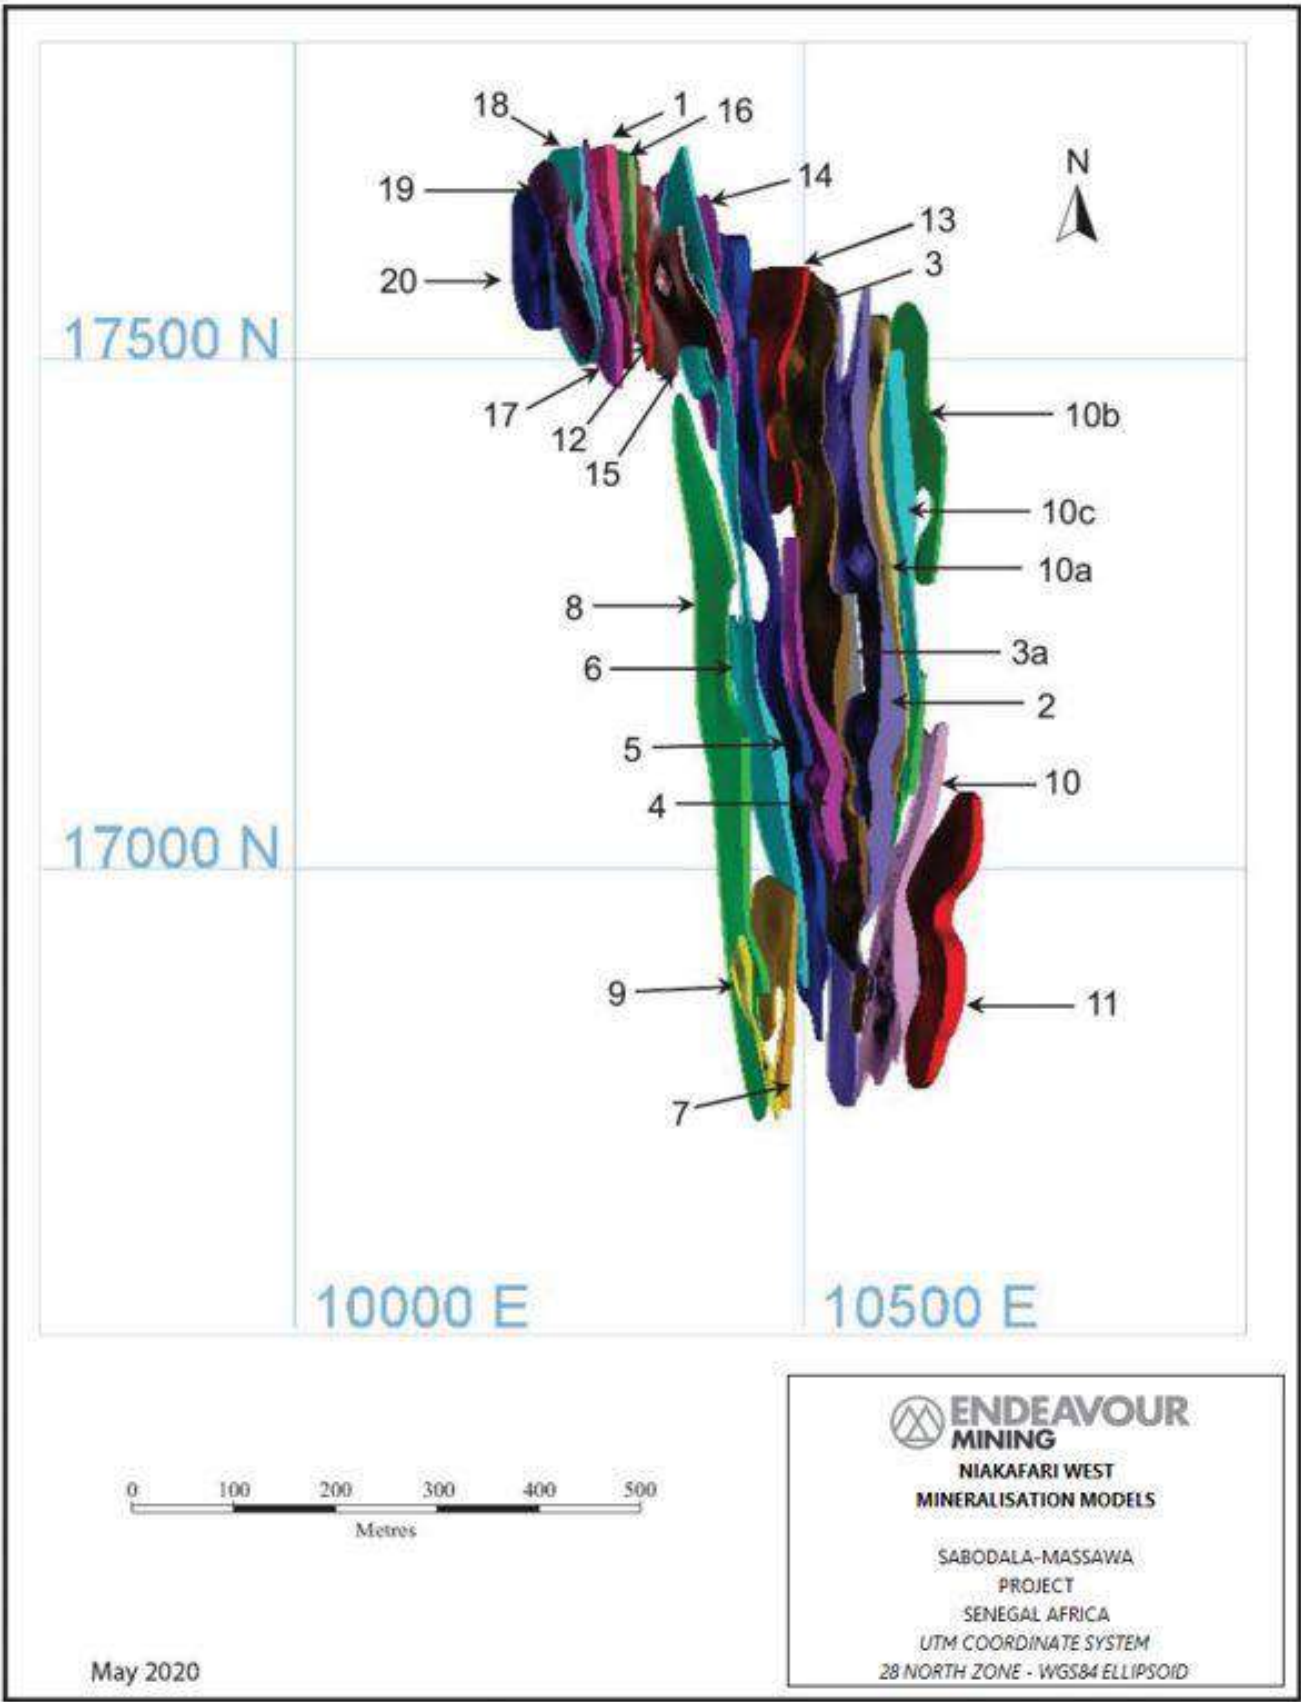 18
1
16
N
19
14
13
20
3
17500 N
17
12
15
10b
10c
10a
8
6
3a
2
5
4
10
17000 N
9
11
7
10000 E
10500 E
0 100 200 300 400 500
Metres
ENDEAVOUR
MINING
NIAKAFARI WEST
MINERALISATION MODELS
SABODALA-MASSAWA
PROJECT
SENEGAL AFRICA
UTM COORDINATE SYSTEM
28 NORTH ZONE - WGS84 ELLIPSOID
May 2020